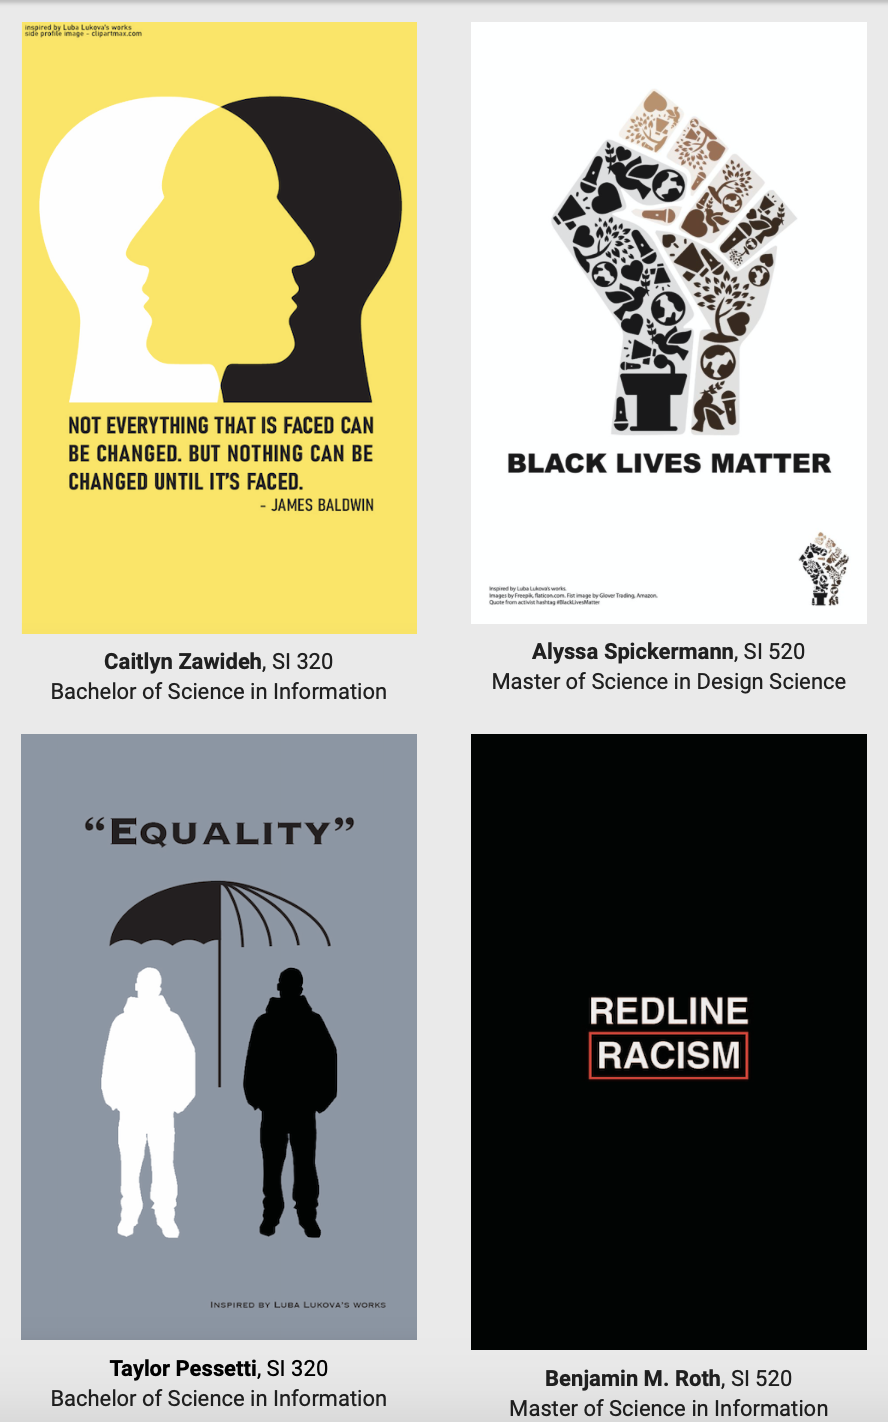 inspired by Luba Lukova's works
side profile image - clipartmax.com
NOT EVERYTHING THAT IS FACED CAN
BE CHANGED. BUT NOTHING CAN BE
CHANGED UNTIL IT'S FACED.
- JAMES BALDWIN
Caitlyn Zawideh, SI 320
Bachelor of Science in Information
BLACK LIVES MATTER
Inspired by Luba Lukova's works.
Images by Freepik, flaticon.com. Fist image by Glover Trading, Amazon.
Quote from activist hashtag #BlackLivesMatter
Alyssa Spickermann, SI 520
Master of Science in Design Science
“EQUALITY”
INSPIRED BY LUBA LUKOVA'S WORKS
Taylor Pessetti, SI 320
Bachelor of Science in Information
REDLINE
RACISM
Benjamin M. Roth, SI 520
Master of Science in Information